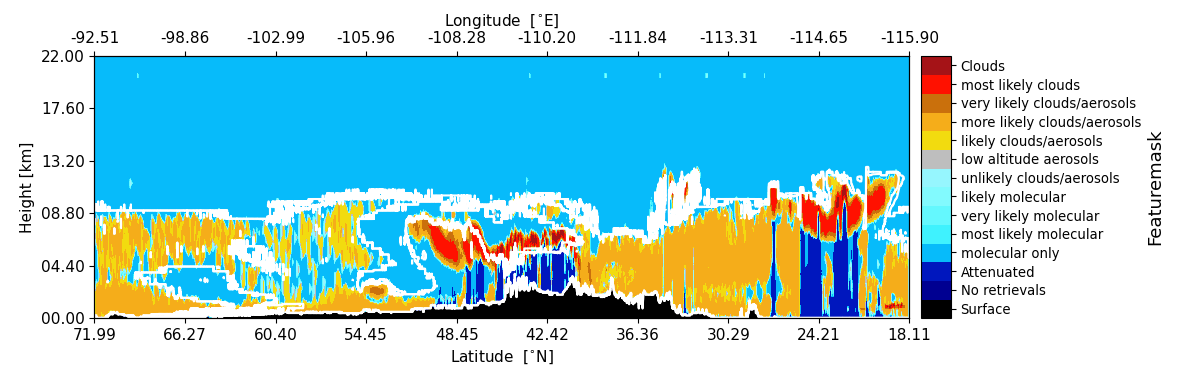 Longitude [°E]
-92.51 -98.86 -102.99 -105.96 -108.28 -110.20 -111.84 -113.31 -114.65 -115.90
22.00
17.60
13.20
08.80
04.40
00.00
Height [km]
71.99 66.27 60.40 54.45 48.45 42.42 36.36 30.29 24.21 18.11
Latitude [°N]
Clouds
most likely clouds
very likely clouds/aerosols
more likely clouds/aerosols
likely clouds/aerosols
low altitude aerosols
unlikely clouds/aerosols
likely molecular
very likely molecular
most likely molecular
molecular only
Attenuated
No retrievals
Surface
Featuremask